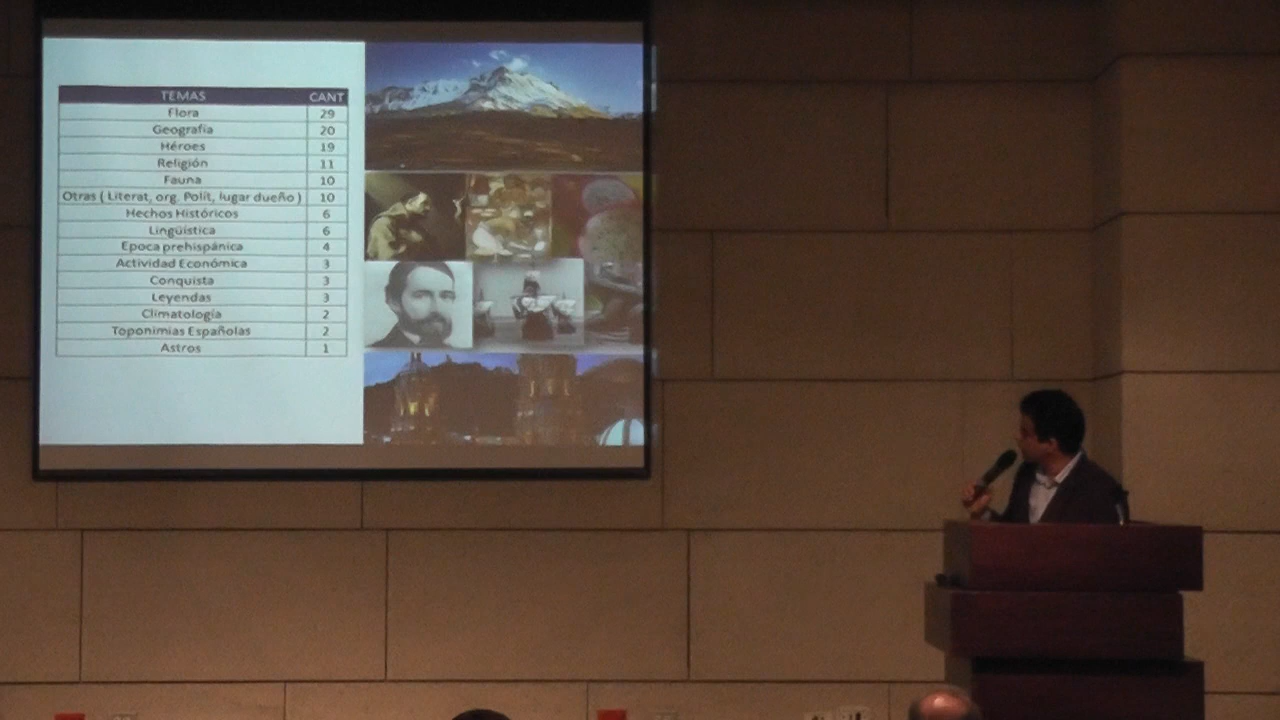 TEMAS CANT
Flora 29
Geografía 20
Héroes 19
Religión 11
Fauna 10
Otras ( Literat, org. Polít, lugar dueño ) 10
Hechos Históricos 6
Lingüística 6
Epoca prehispánica 4
Actividad Económica 3
Conquista 3
Leyendas 3
Climatología 2
Toponimias Españolas 2
Astros 1